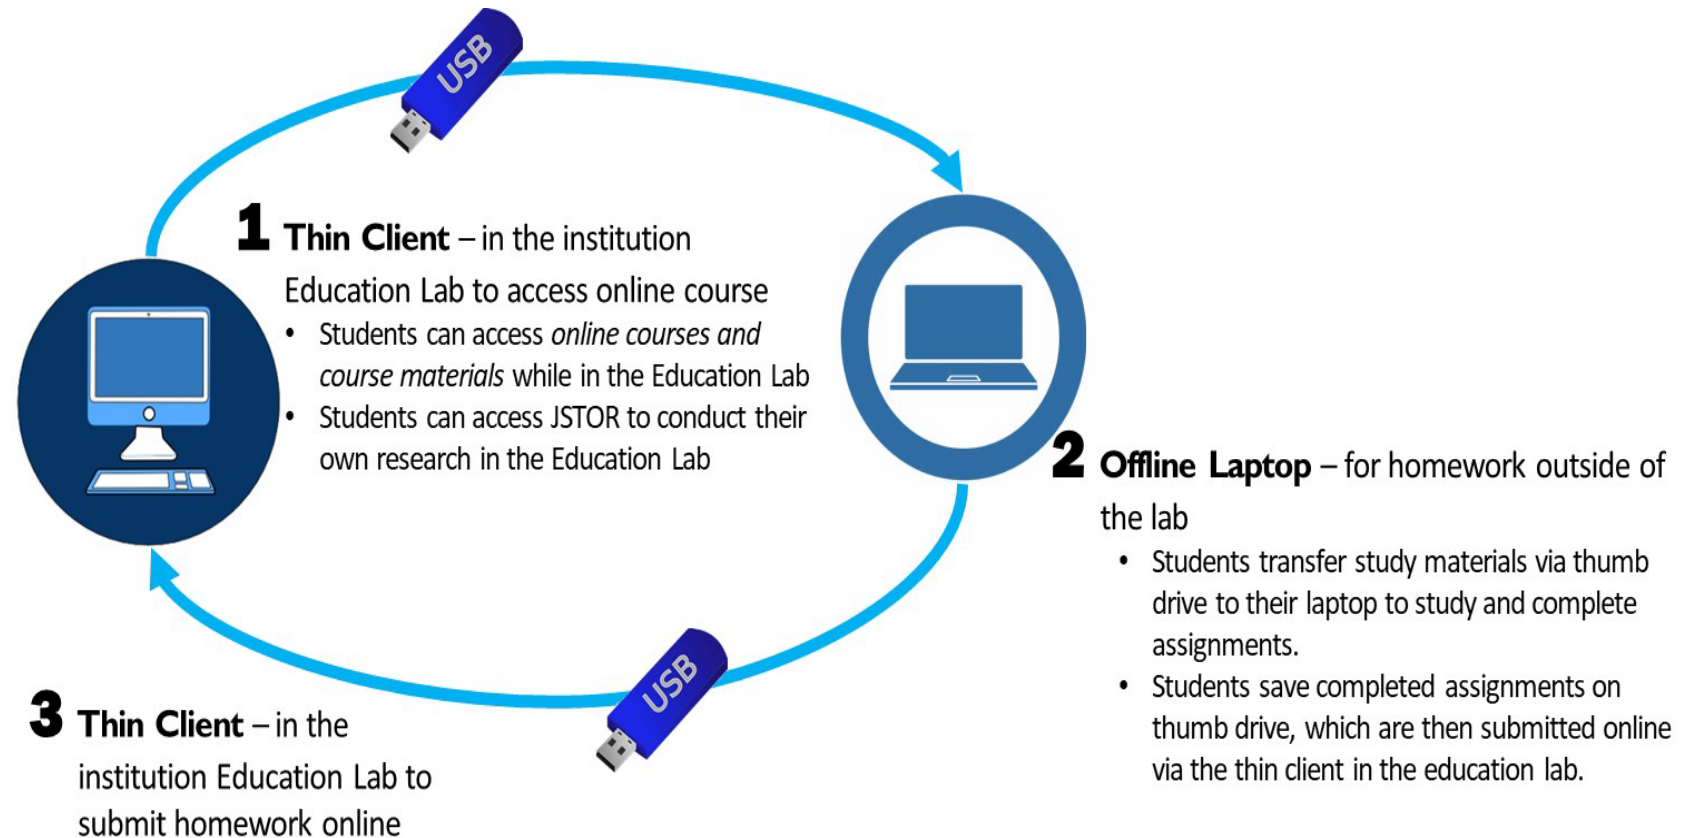 USB
1 Thin Client – in the institution
Education Lab to access online course
• Students can access online courses and
course materials while in the Education Lab
• Students can access JSTOR to conduct their
own research in the Education Lab
2 Offline Laptop – for homework outside of
the lab
• Students transfer study materials via thumb
drive to their laptop to study and complete
assignments.
• Students save completed assignments on
thumb drive, which are then submitted online
via the thin client in the education lab.
USB
3 Thin Client – in the
institution Education Lab to
submit homework online